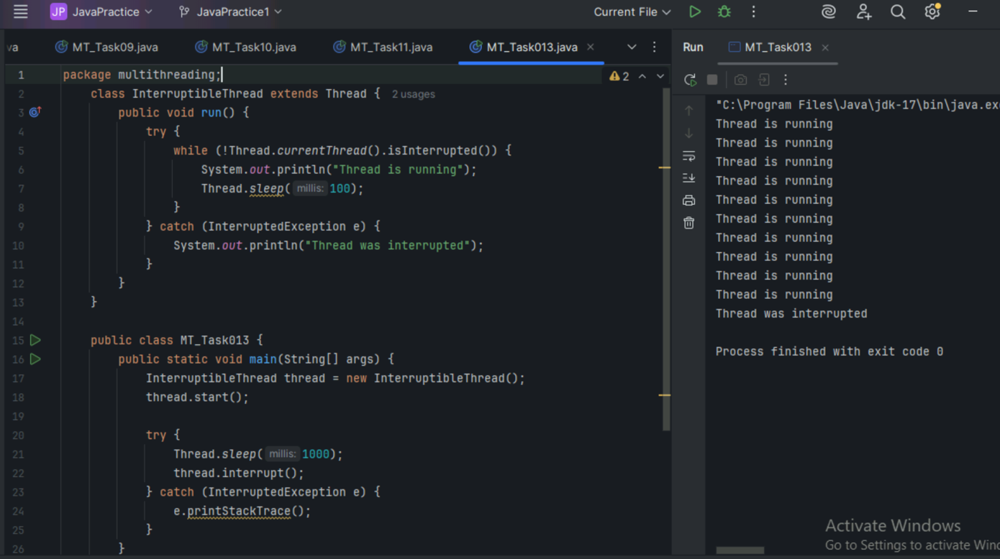 JP JavaPractice JavaPractice1 Current File
va MT_Task09.java MT_Task10.java MT_Task11.java MT_Task013.java Run MT_Task013
2
1 package multithreading;
2 class InterruptibleThread extends Thread { 2 usages
3 public void run() {
4 try {
5 while (!Thread.currentThread().isInterrupted()) {
6 System.out.println("Thread is running");
7 Thread.sleep( millis: 100);
8 }
9 } catch (InterruptedException e) {
10 System.out.println("Thread was interrupted");
11 }
12 }
13 }
14
15 public class MT_Task013 {
16 public static void main(String[] args) {
17 InterruptibleThread thread = new InterruptibleThread();
18 thread.start();
19
20 try {
21 Thread.sleep( millis: 1000);
22 thread.interrupt();
23 } catch (InterruptedException e) {
24 e.printStackTrace();
25 }
26 }
"C:\Program Files\Java\jdk-17\bin\java.exe
Thread is running
Thread is running
Thread is running
Thread is running
Thread is running
Thread is running
Thread is running
Thread is running
Thread is running
Thread is running
Thread was interrupted
Process finished with exit code 0
Activate Windows
Go to Settings to activate Win